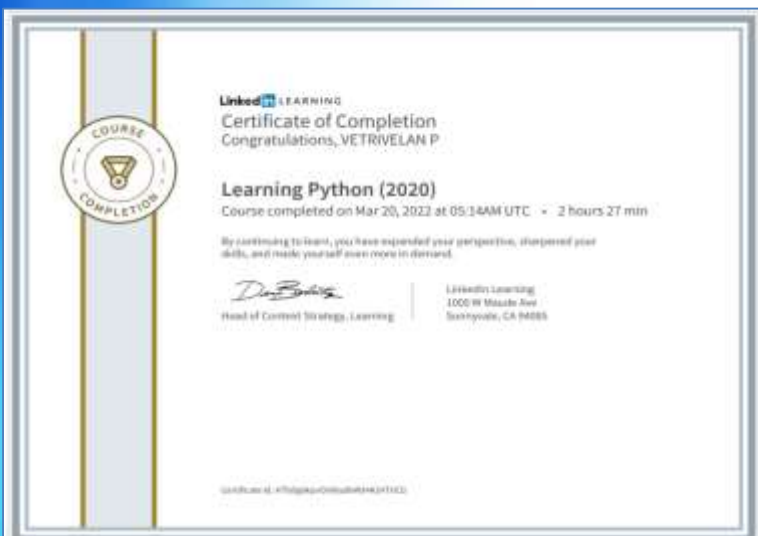 LinkedIn LEARNING
Certificate of Completion
Congratulations, VETRIVELAN P
COURSE
COMPLETION
Learning Python (2020)
Course completed on Mar 20, 2022 at 05:14AM UTC • 2 hours 27 min
By continuing to learn, you have expanded your perspective, sharpened your
skills, and made yourself even more in demand.
Head of Content Strategy, Learning
LinkedIn Learning
1000 W Maude Ave
Sunnyvale, CA 94085
Certificate Id: